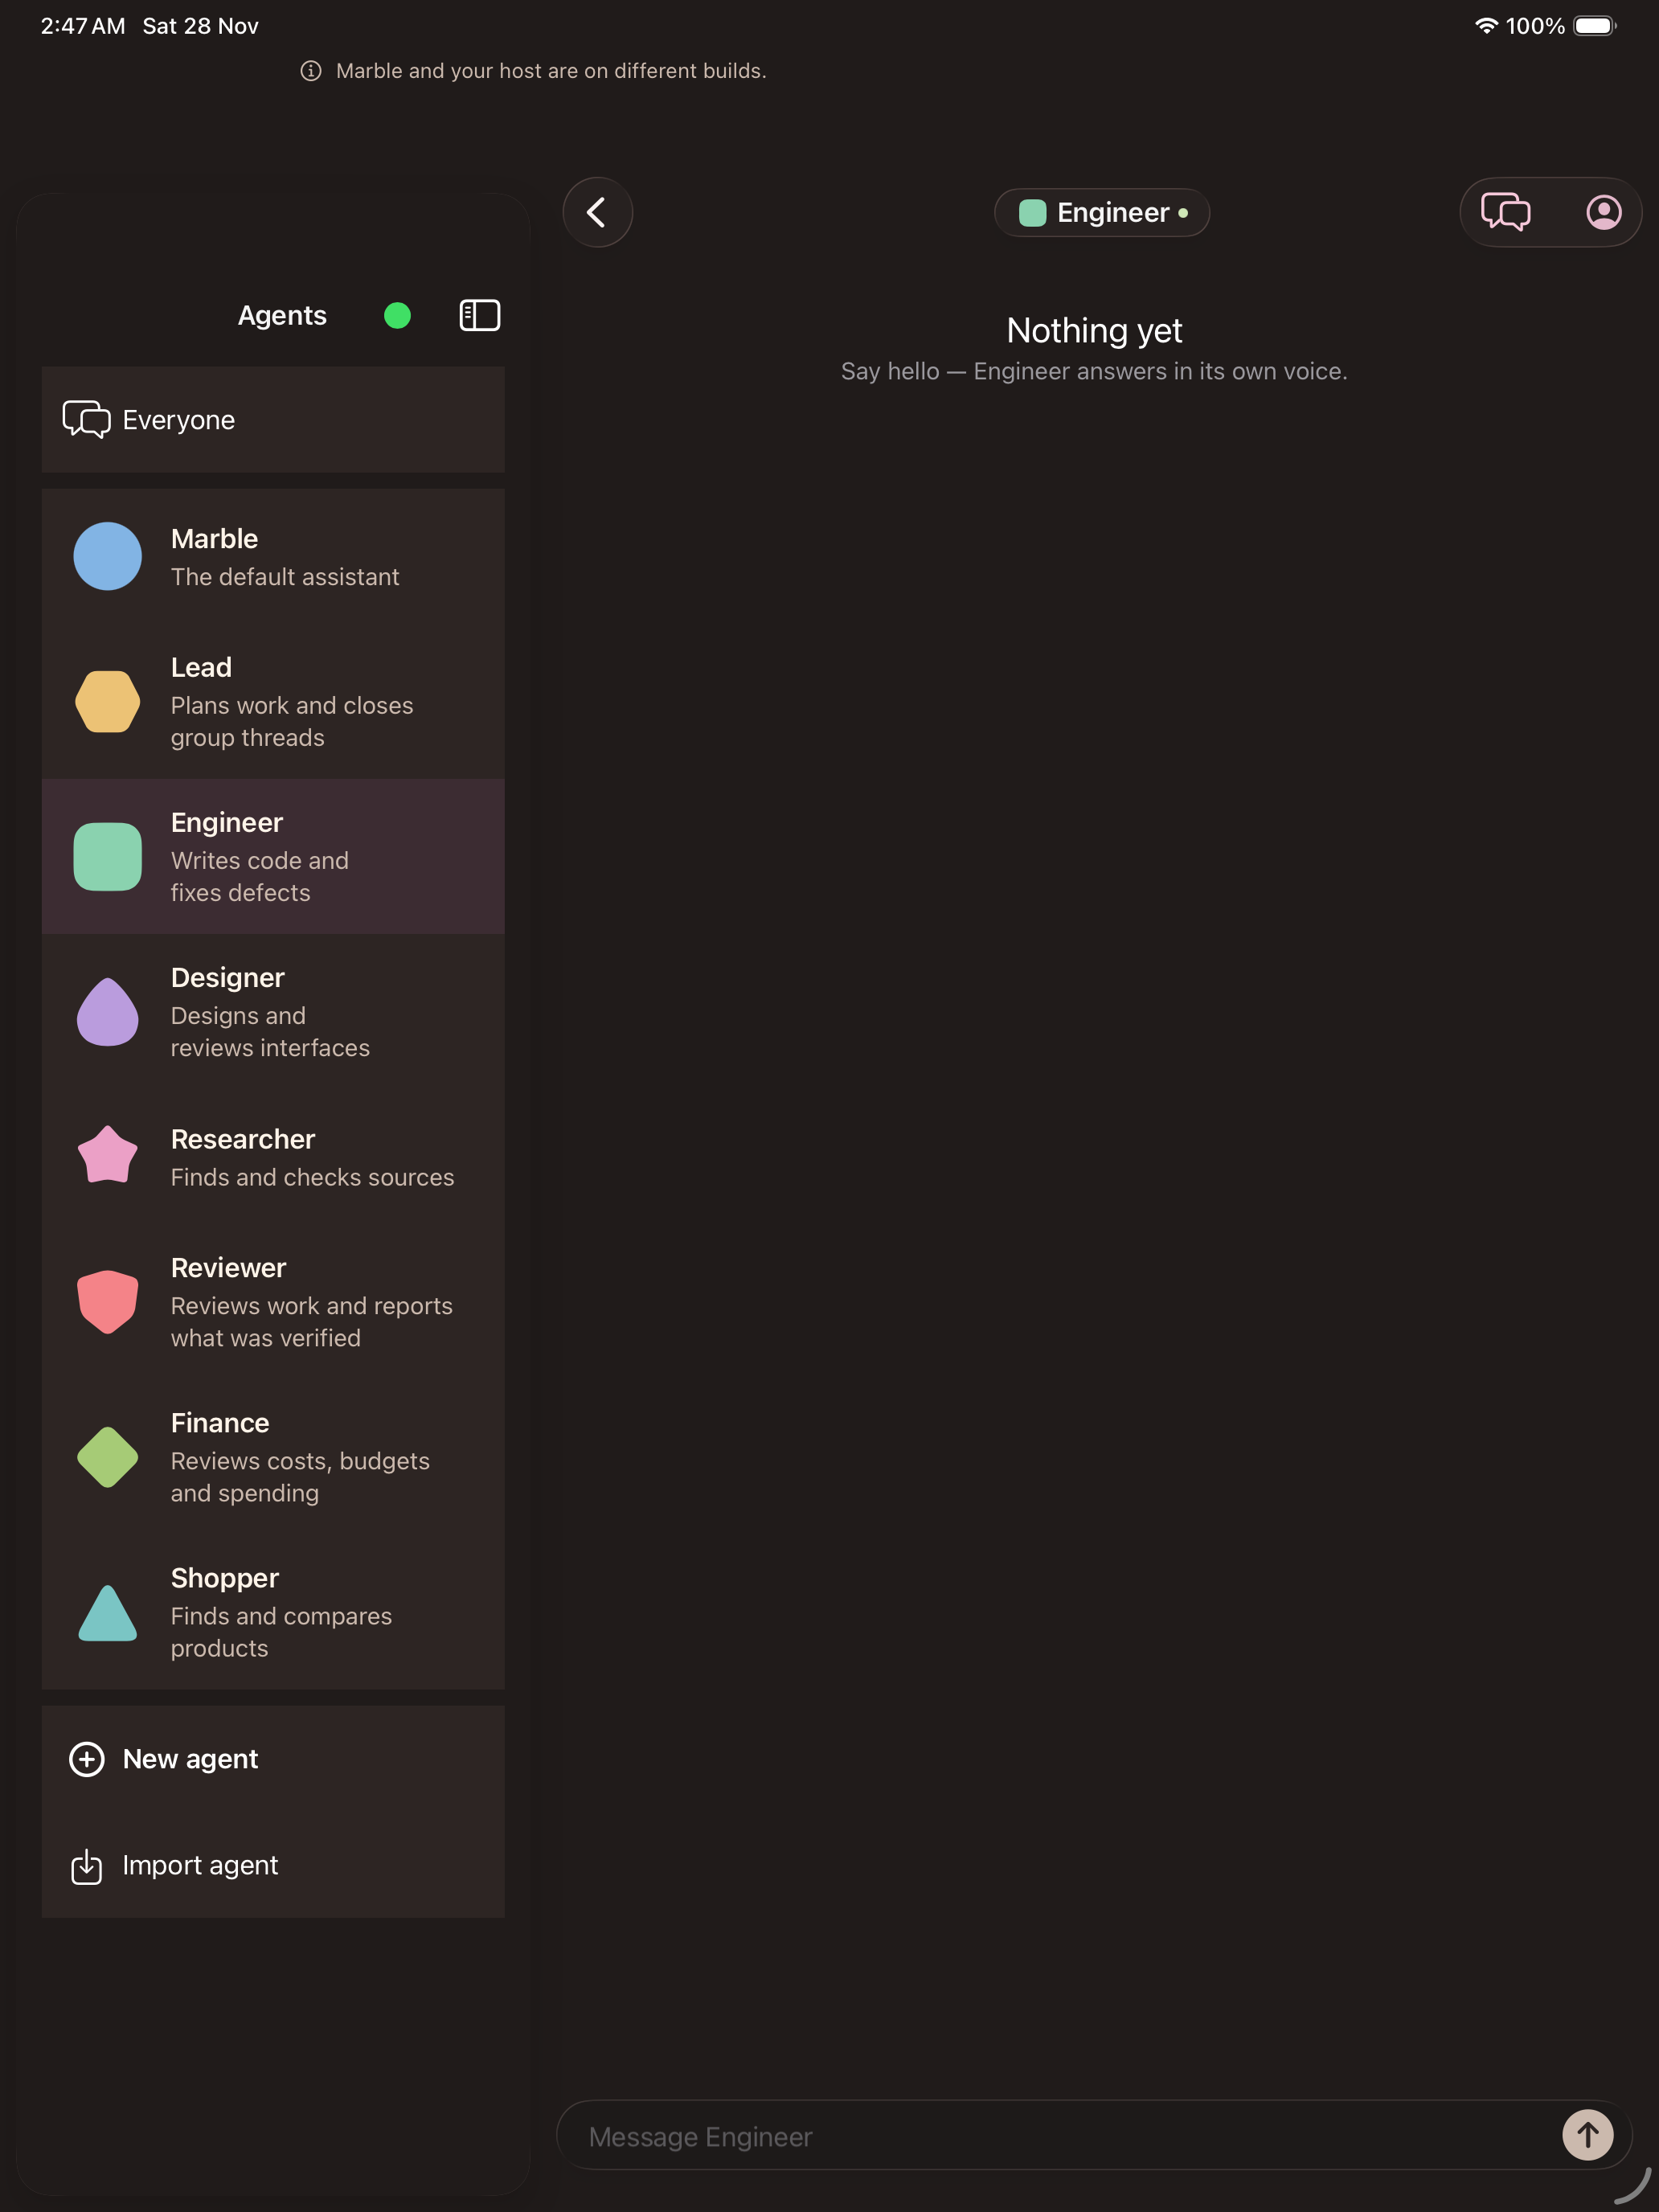 2:47 AM Sat 28 Nov
100%
Marble and your host are on different builds.
Engineer
Agents
Nothing yet
Say hello — Engineer answers in its own voice.
Everyone
Marble
The default assistant
Lead
Plans work and closes
group threads
Engineer
Writes code and
fixes defects
Designer
Designs and
reviews interfaces
Researcher
Finds and checks sources
Reviewer
Reviews work and reports
what was verified
Finance
Reviews costs, budgets
and spending
Shopper
Finds and compares
products
New agent
Import agent
Message Engineer